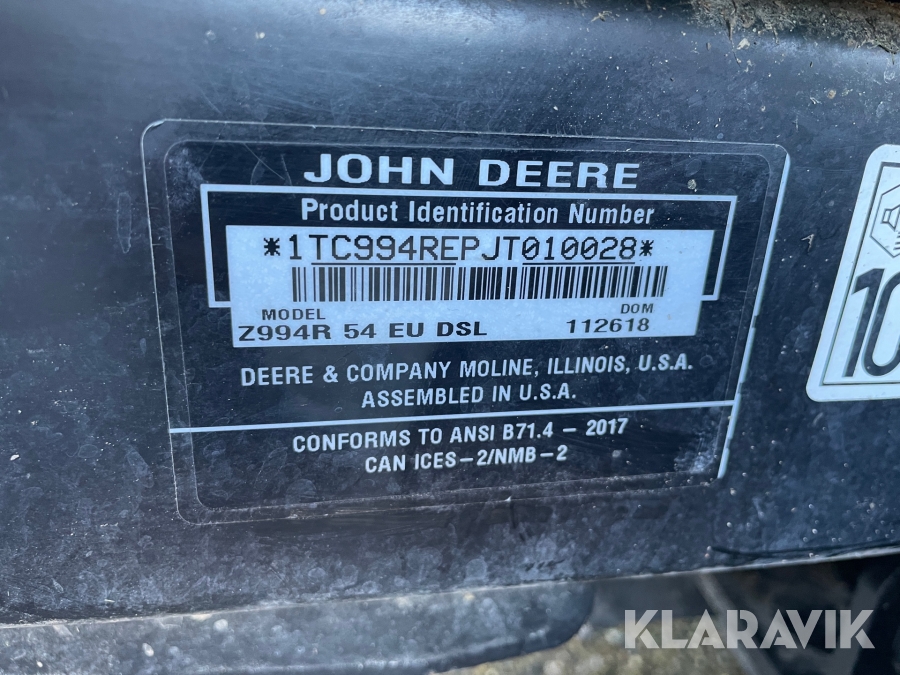 JOHN DEERE
Product Identification Number
*1TC994REPJT010028*
MODEL DOM
Z994R 54 EU DSL 112618
DEERE & COMPANY MOLINE, ILLINOIS, U.S.A.
ASSEMBLED IN U.S.A.
CONFORMS TO ANSI B71.4 - 2017
CAN ICES-2/NMB-2
10
KLARAVIK